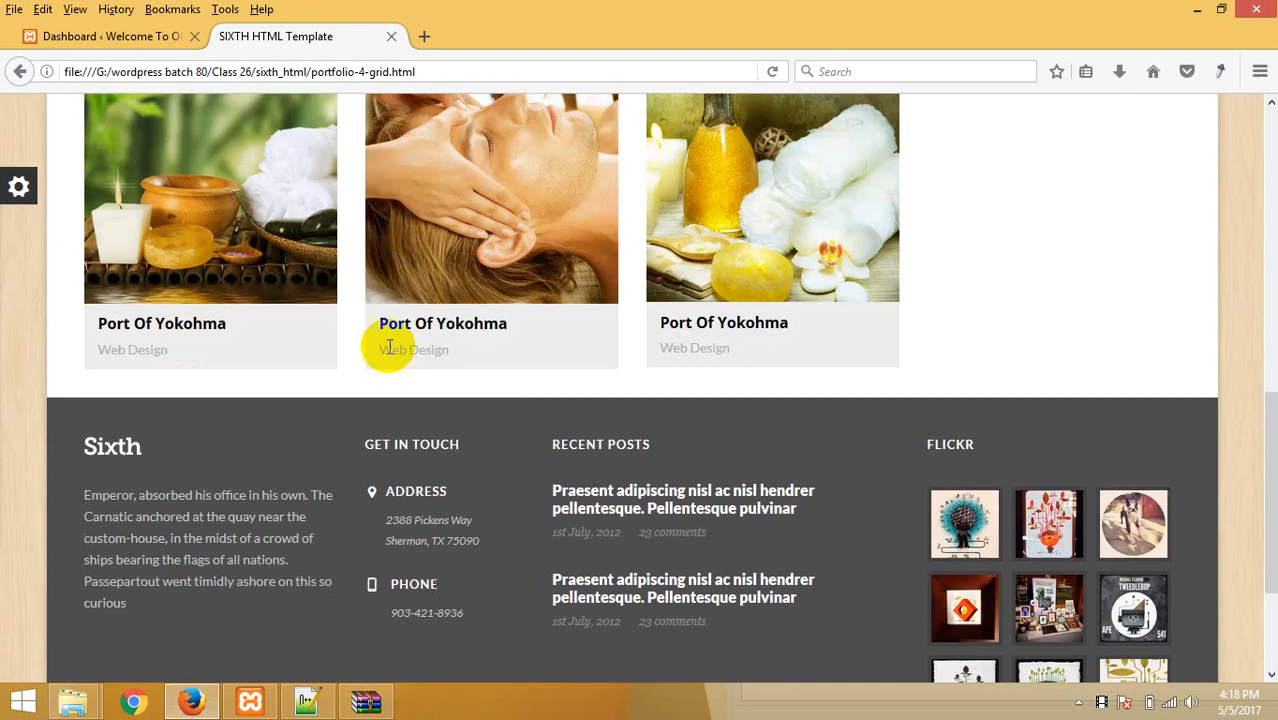 File Edit View History Bookmarks Tools Help
Dashboard ‹ Welcome To O
SIXTH HTML Template
file:///G:/wordpress batch 80/Class 26/sixth_html/portfolio-4-grid.html
Search
Port Of Yokohma
Web Design
Port Of Yokohma
Web Design
Port Of Yokohma
Web Design
Sixth
Emperor, absorbed his office in his own. The
Carnatic anchored at the quay near the
custom-house, in the midst of a crowd of
ships bearing the flags of all nations.
Passepartout went timidly ashore on this so
curious
GET IN TOUCH
ADDRESS
2388 Pickens Way
Sherman, TX 75090
PHONE
903-421-8936
RECENT POSTS
Praesent adipiscing nisl ac nisl hendrer
pellentesque. Pellentesque pulvinar
1st July, 2012 23 comments
Praesent adipiscing nisl ac nisl hendrer
pellentesque. Pellentesque pulvinar
1st July, 2012 23 comments
FLICKR
TWEEDLEBOP
APE 541
4:18 PM
5/5/2017